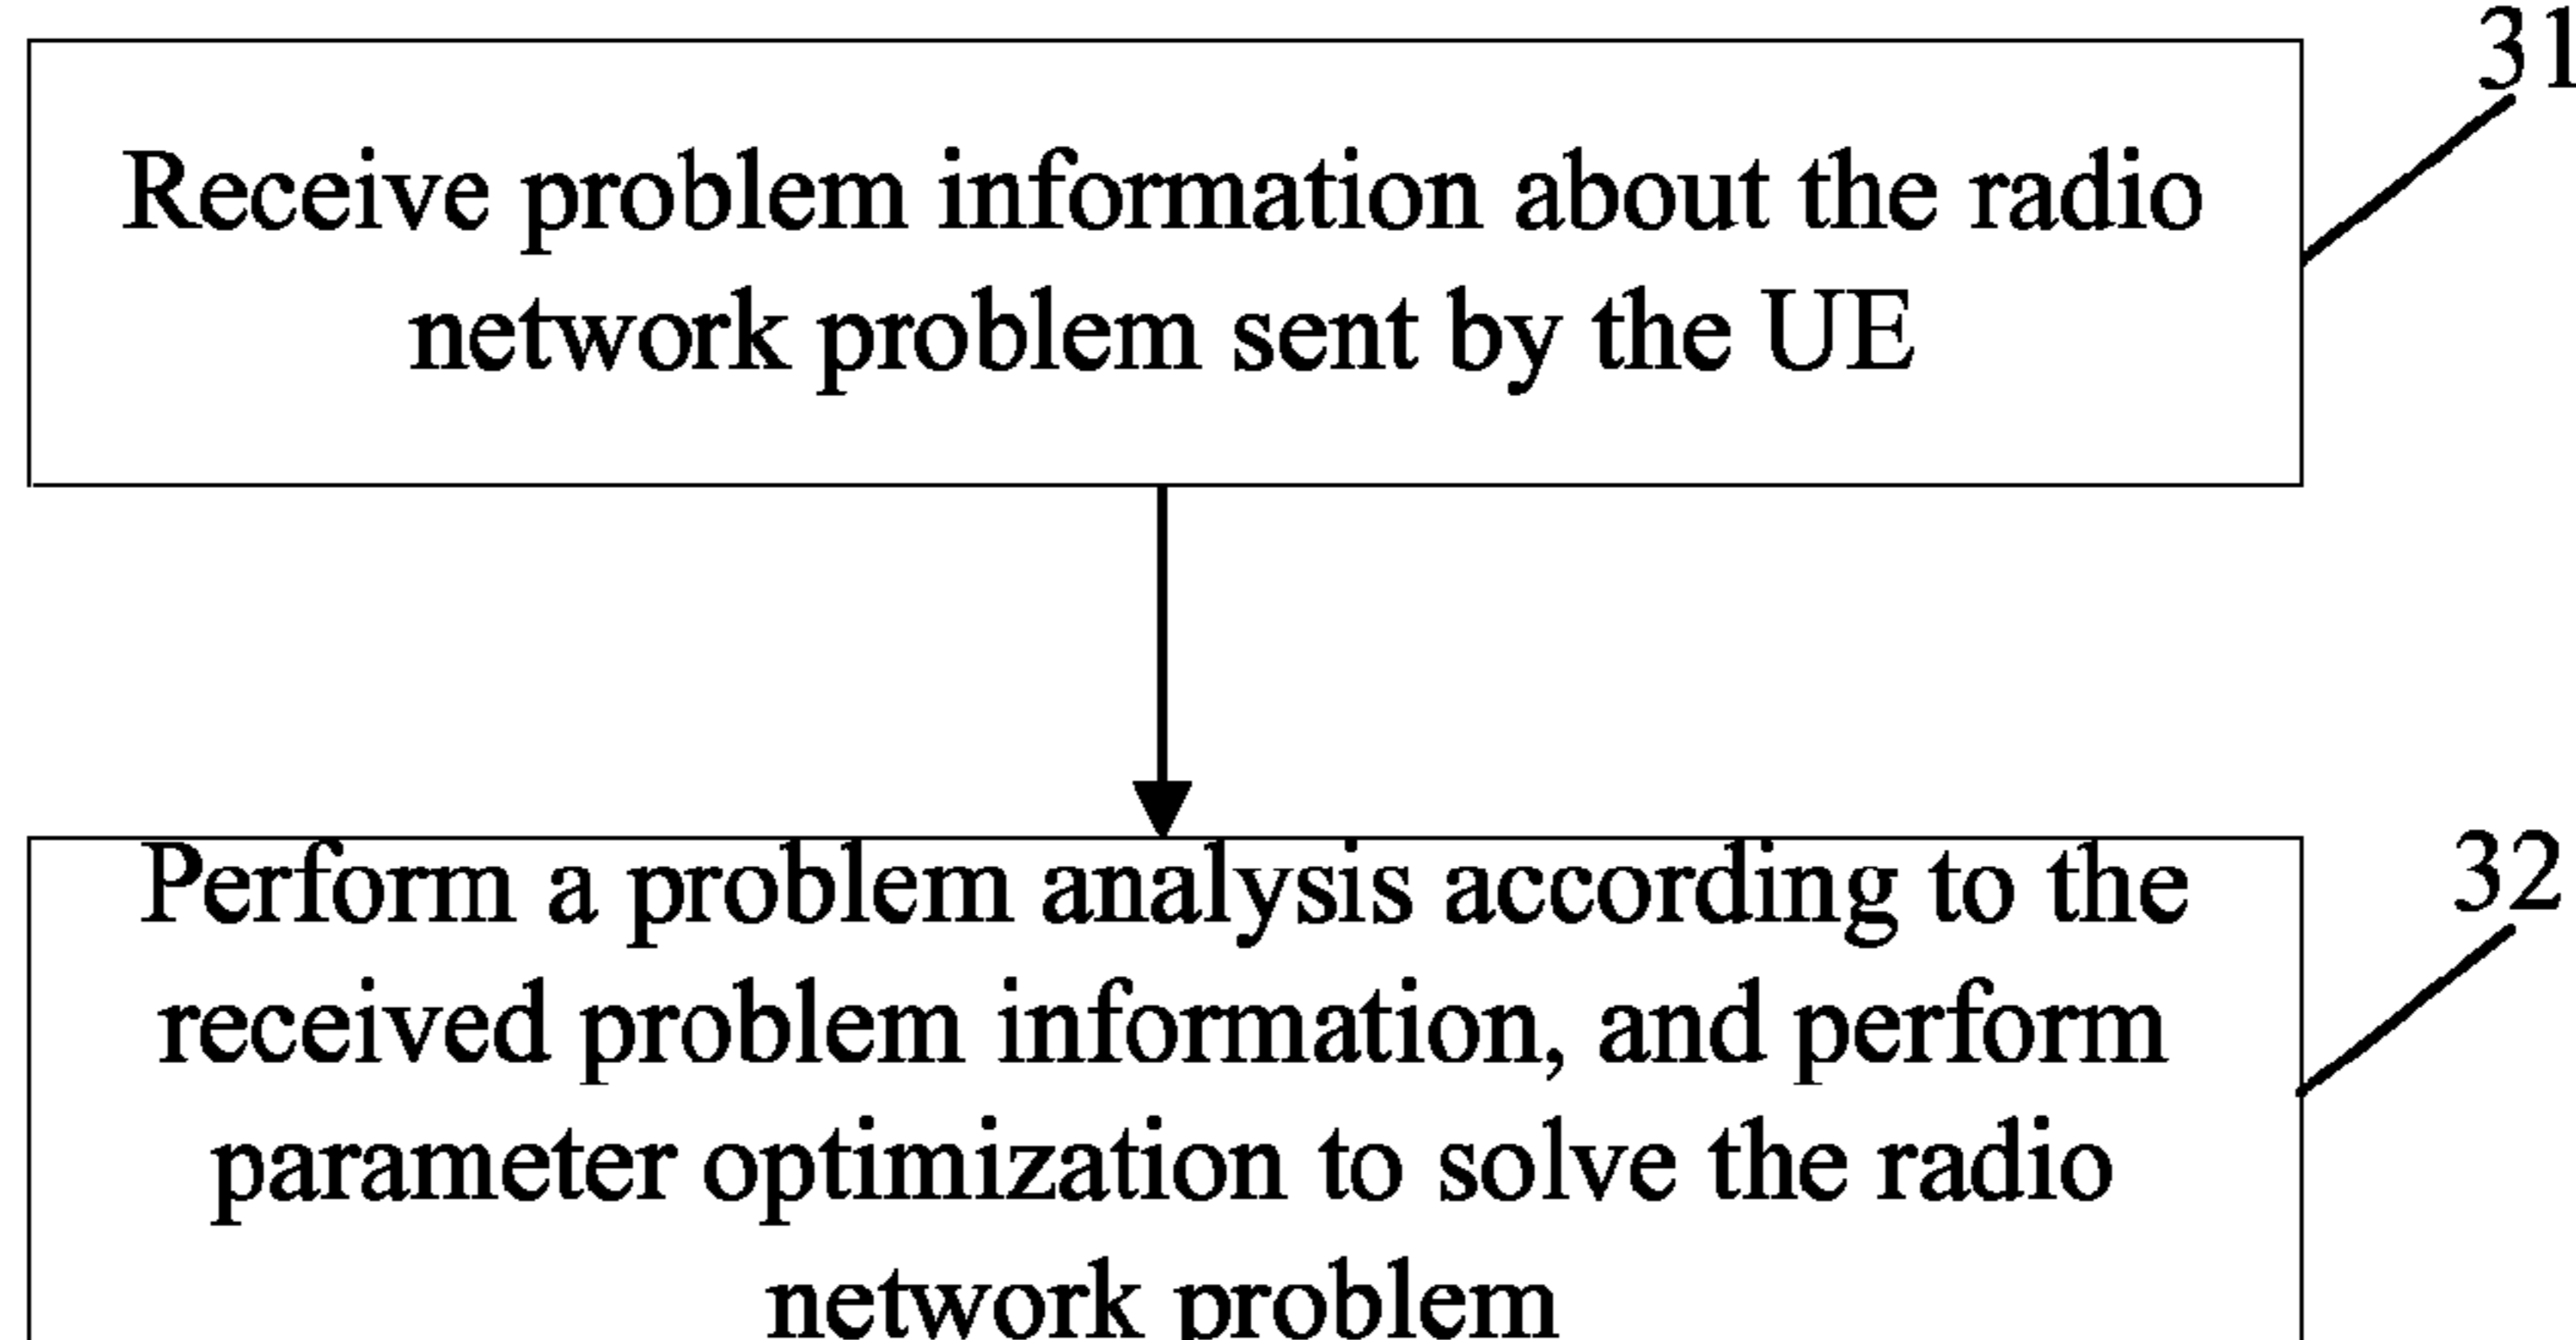 31
Receive problem information about the radio
network problem sent by the UE
32
Perform a problem analysis according to the
received problem information, and perform
parameter optimization to solve the radio
network problem